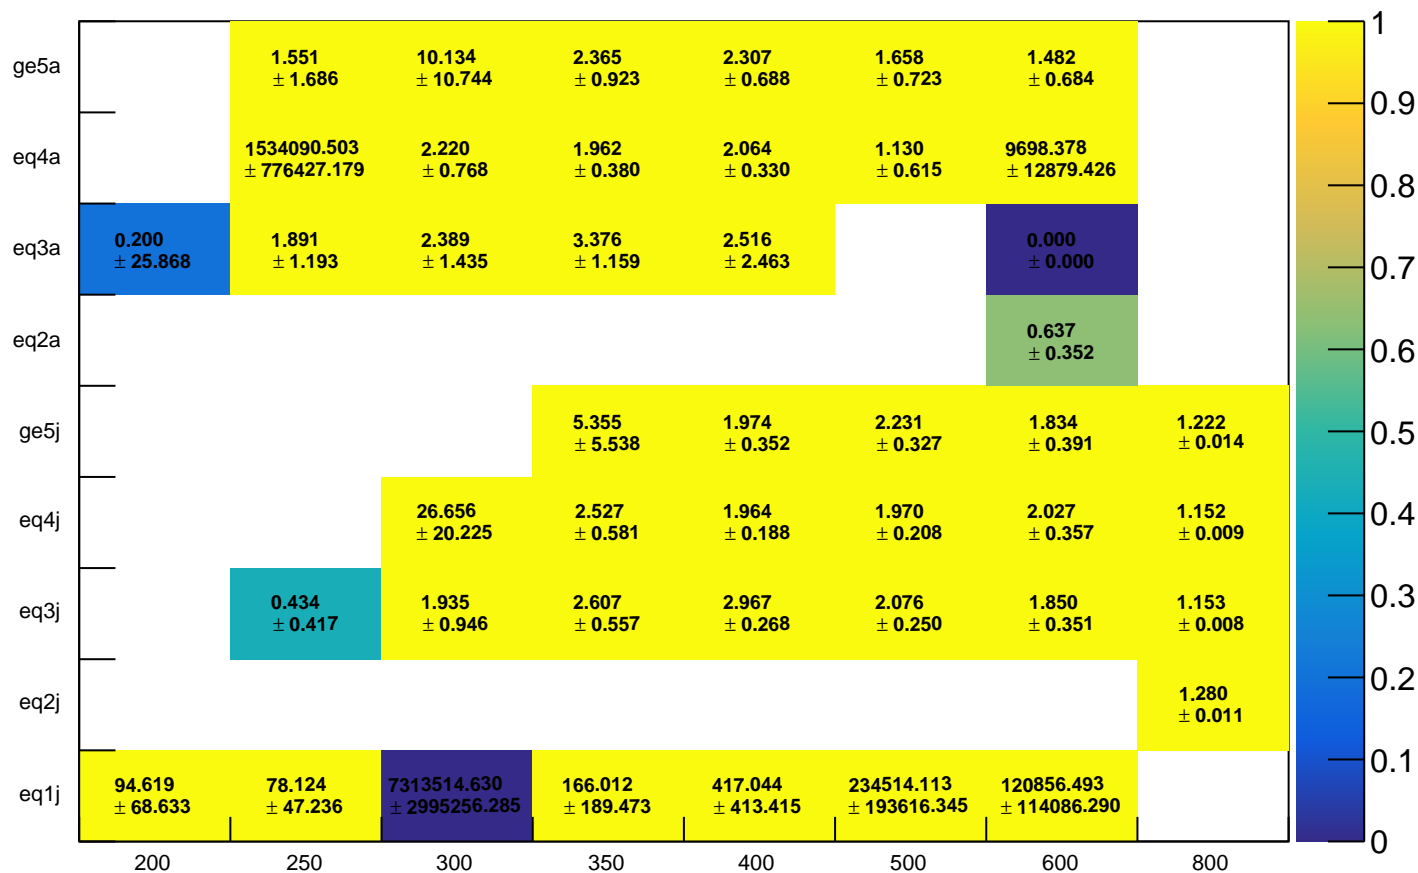 ge5a
1.551 10.134 2.365 2.307 1.658 1.482
± 1.686 ± 10.744 ± 0.923 ± 0.688 ± 0.723 ± 0.684
eq4a
1534090.503 2.220 1.962 2.064 1.130 9698.378
± 776427.179 ± 0.768 ± 0.380 ± 0.330 ± 0.615 ± 12879.426
eq3a
0.200 1.891 2.389 3.376 2.516 0.000
± 25.868 ± 1.193 ± 1.435 ± 1.159 ± 2.463 ± 0.000
eq2a
0.637
± 0.352
ge5j
5.355 1.974 2.231 1.834 1.222
± 5.538 ± 0.352 ± 0.327 ± 0.391 ± 0.014
eq4j
26.656 2.527 1.964 1.970 2.027 1.152
± 20.225 ± 0.581 ± 0.188 ± 0.208 ± 0.357 ± 0.009
eq3j
0.434 1.935 2.607 2.967 2.076 1.850 1.153
± 0.417 ± 0.946 ± 0.557 ± 0.268 ± 0.250 ± 0.351 ± 0.008
eq2j
1.280
± 0.011
eq1j
94.619 78.124 7313514.630 166.012 417.044 234514.113 120856.493
± 68.633 ± 47.236 ± 2995256.285 ± 189.473 ± 413.415 ± 193616.345 ± 114086.290
200 250 300 350 400 500 600 800
1
0.9
0.8
0.7
0.6
0.5
0.4
0.3
0.2
0.1
0